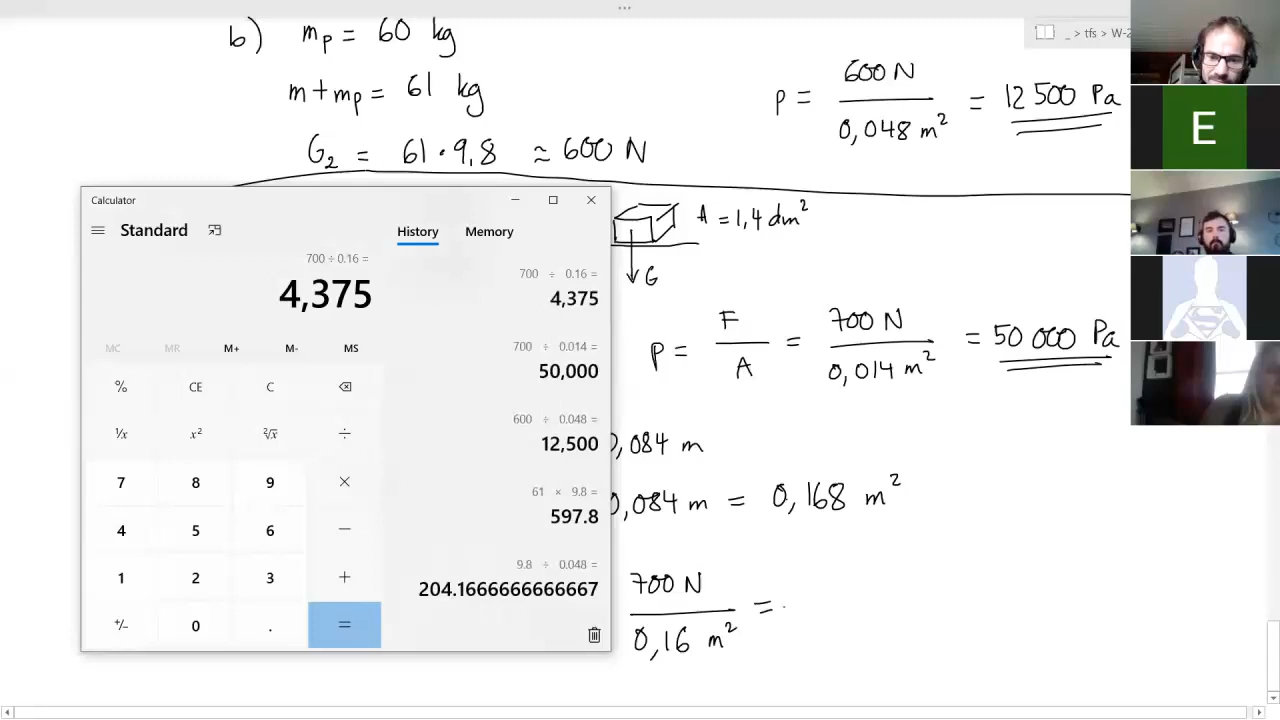 ...
_ > tfs > W-2
b) mp = 60 kg
m+mp = 61 kg
G2 = 61 · 9,8 ≈ 600 N
p = 600 N / 0,048 m² = 12 500 Pa
E
A = 1,4 dm²
G
p = F / A = 700 N / 0,014 m² = 50 000 Pa
0,084 m
0,084 m = 0,168 m²
700 N / 0,16 m² =
Calculator
Standard
700 ÷ 0.16 =
4,375
MC MR M+ M- MS
% CE C
¹/x x² ²√x ÷
7 8 9 ×
4 5 6 −
1 2 3 +
+/− 0 . =
History Memory
700 ÷ 0.16 =
4,375
700 ÷ 0.014 =
50,000
600 ÷ 0.048 =
12,500
61 × 9.8 =
597.8
9.8 ÷ 0.048 =
204.1666666666667